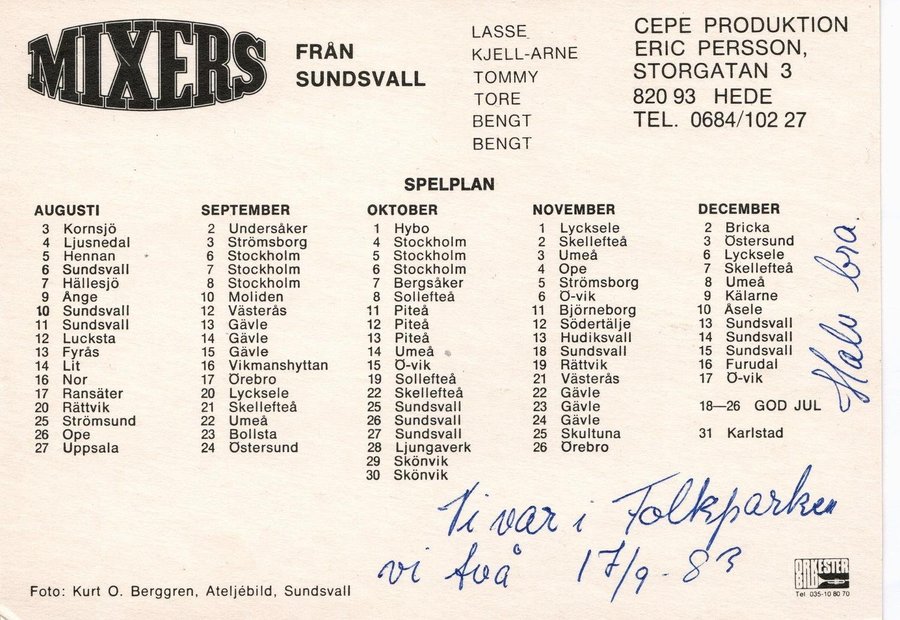 MIXERS
FRÅN
SUNDSVALL
LASSE
KJELL-ARNE
TOMMY
TORE
BENGT
BENGT
CEPE PRODUKTION
ERIC PERSSON,
STORGATAN 3
820 93 HEDE
TEL. 0684/102 27
SPELPLAN
AUGUSTI
3 Kornsjö
4 Ljusnedal
5 Hennan
6 Sundsvall
7 Hällesjö
9 Ånge
10 Sundsvall
11 Sundsvall
12 Lucksta
13 Fyrås
14 Lit
16 Nor
17 Ransäter
20 Rättvik
25 Strömsund
26 Ope
27 Uppsala
SEPTEMBER
2 Undersåker
3 Strömsborg
6 Stockholm
7 Stockholm
8 Stockholm
10 Moliden
12 Västerås
13 Gävle
14 Gävle
15 Gävle
16 Vikmanshyttan
17 Örebro
20 Lycksele
21 Skellefteå
22 Umeå
23 Bollsta
24 Östersund
OKTOBER
1 Hybo
4 Stockholm
5 Stockholm
6 Stockholm
7 Bergsåker
8 Sollefteå
11 Piteå
12 Piteå
13 Piteå
14 Umeå
15 Ö-vik
19 Sollefteå
22 Skellefteå
25 Sundsvall
26 Sundsvall
27 Sundsvall
28 Ljungaverk
29 Skönvik
30 Skönvik
NOVEMBER
1 Lycksele
2 Skellefteå
3 Umeå
4 Ope
5 Strömsborg
6 Ö-vik
11 Björneborg
12 Södertälje
13 Hudiksvall
18 Sundsvall
19 Rättvik
21 Västerås
22 Gävle
23 Gävle
24 Gävle
25 Skultuna
26 Örebro
DECEMBER
2 Bricka
3 Östersund
6 Lycksele
7 Skellefteå
8 Umeå
9 Kälarne
10 Åsele
13 Sundsvall
14 Sundsvall
15 Sundsvall
16 Furudal
17 Ö-vik
18—26 GOD JUL
31 Karlstad
Halv bra.
Vi var i Folkparken
vi två 17/9 - 83
Foto: Kurt O. Berggren, Ateljébild, Sundsvall
ORKESTER
BILD
Tel. 035-10 80 70